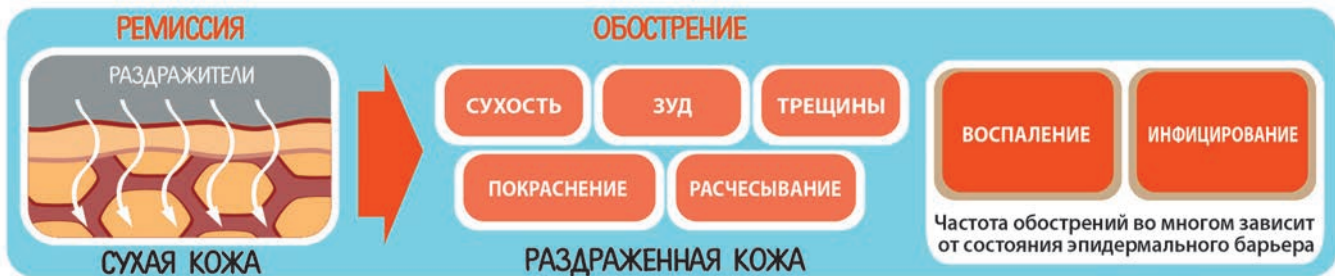 РЕМИССИЯ
РАЗДРАЖИТЕЛИ
СУХАЯ КОЖА
ОБОСТРЕНИЕ
СУХОСТЬ
ЗУД
ТРЕЩИНЫ
ПОКРАСНЕНИЕ
РАСЧЕСЫВАНИЕ
РАЗДРАЖЕННАЯ КОЖА
ВОСПАЛЕНИЕ
ИНФИЦИРОВАНИЕ
Частота обострений во многом зависит
от состояния эпидермального барьера